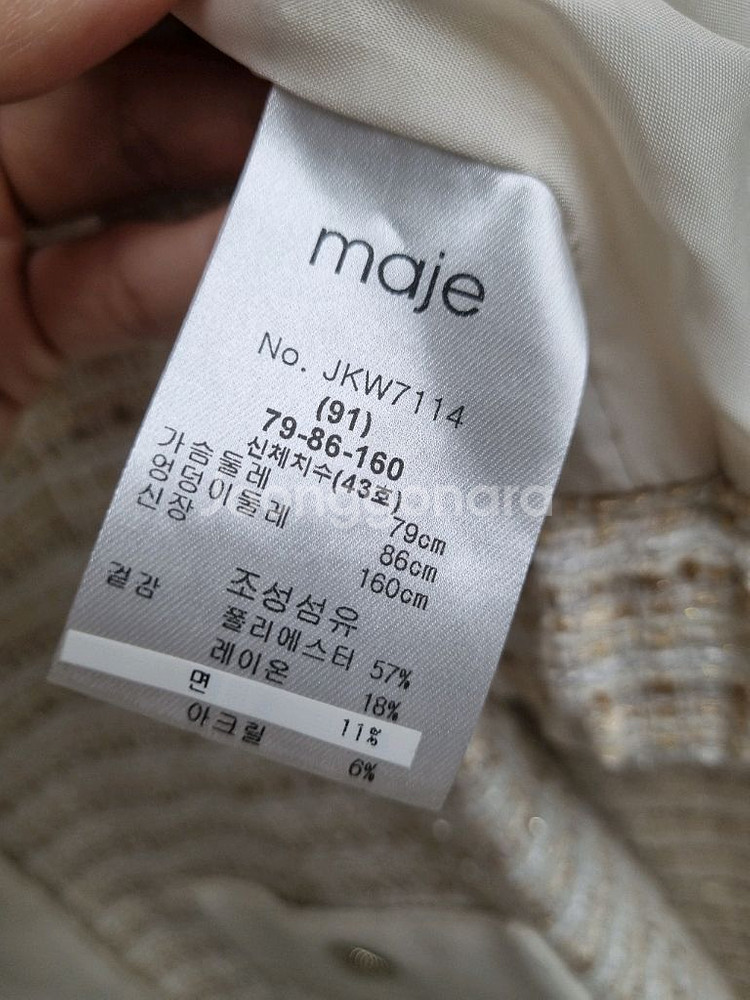 maje
No. JKW7114
(91)
79-86-160
신체치수(43호)
가슴둘레 79cm
엉덩이둘레 86cm
신장 160cm
조성섬유
겉감 폴리에스터 57%
레이온 18%
면 11%
아크릴 6%
joonggonara